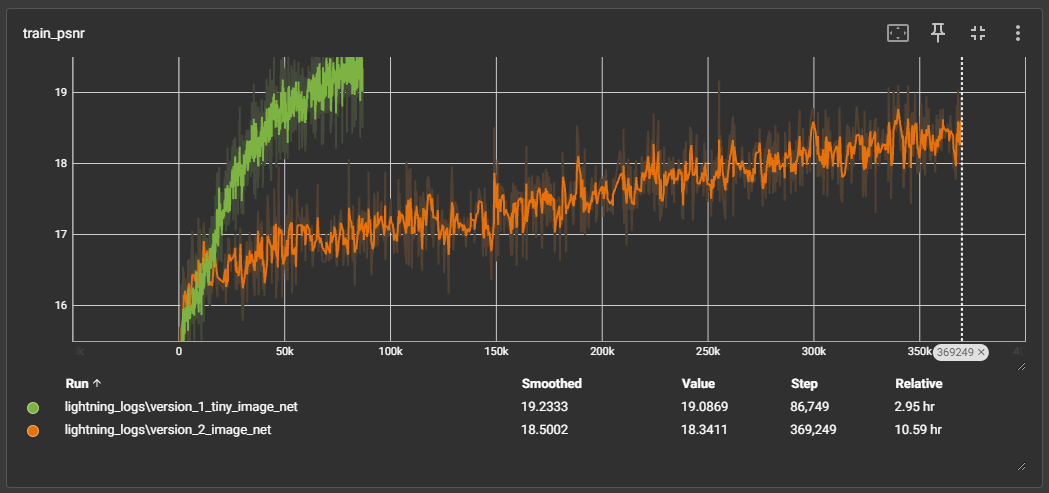 train_psnr
19
18
17
16
0 50k 100k 150k 200k 250k 300k 350k 369249 ×
Run ↑ Smoothed Value Step Relative
lightning_logs\version_1_tiny_image_net 19.2333 19.0869 86,749 2.95 hr
lightning_logs\version_2_image_net 18.5002 18.3411 369,249 10.59 hr